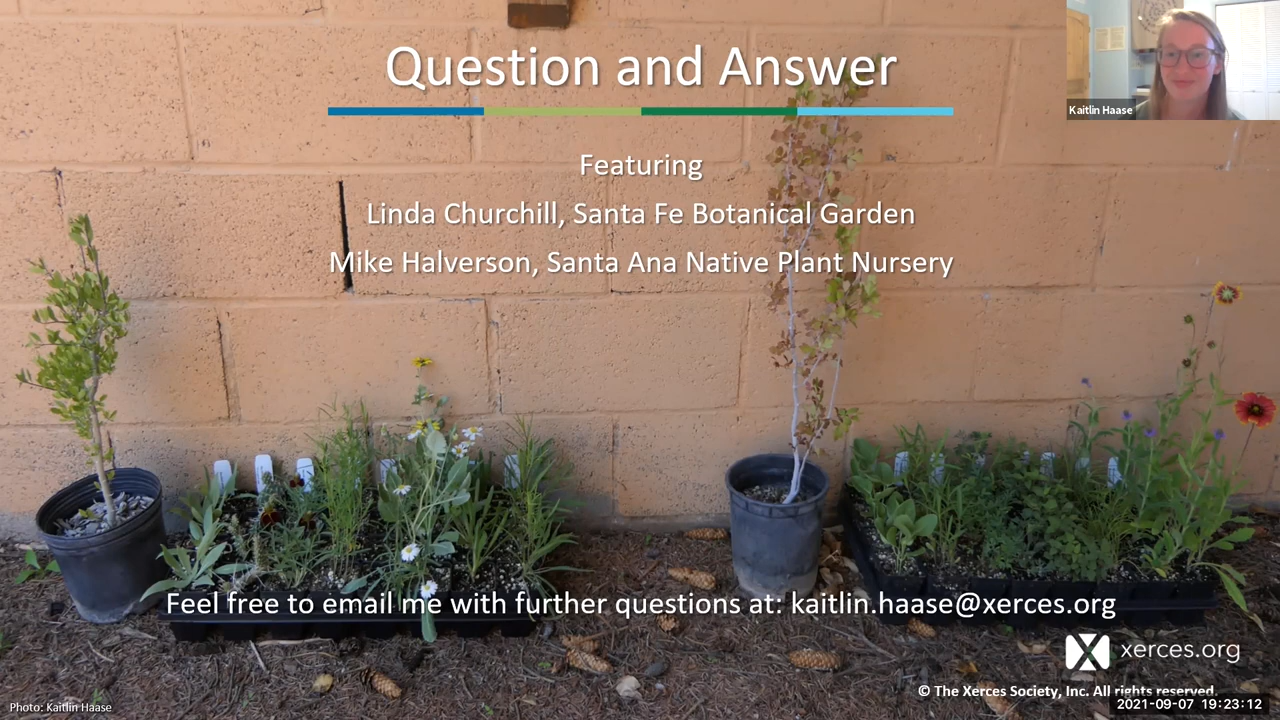 Question and Answer
Kaitlin Haase
Featuring
Linda Churchill, Santa Fe Botanical Garden
Mike Halverson, Santa Ana Native Plant Nursery
Feel free to email me with further questions at: kaitlin.haase@xerces.org
xerces.org
© The Xerces Society, Inc. All rights reserved.
2021-09-07 19:23:12
Photo: Kaitlin Haase